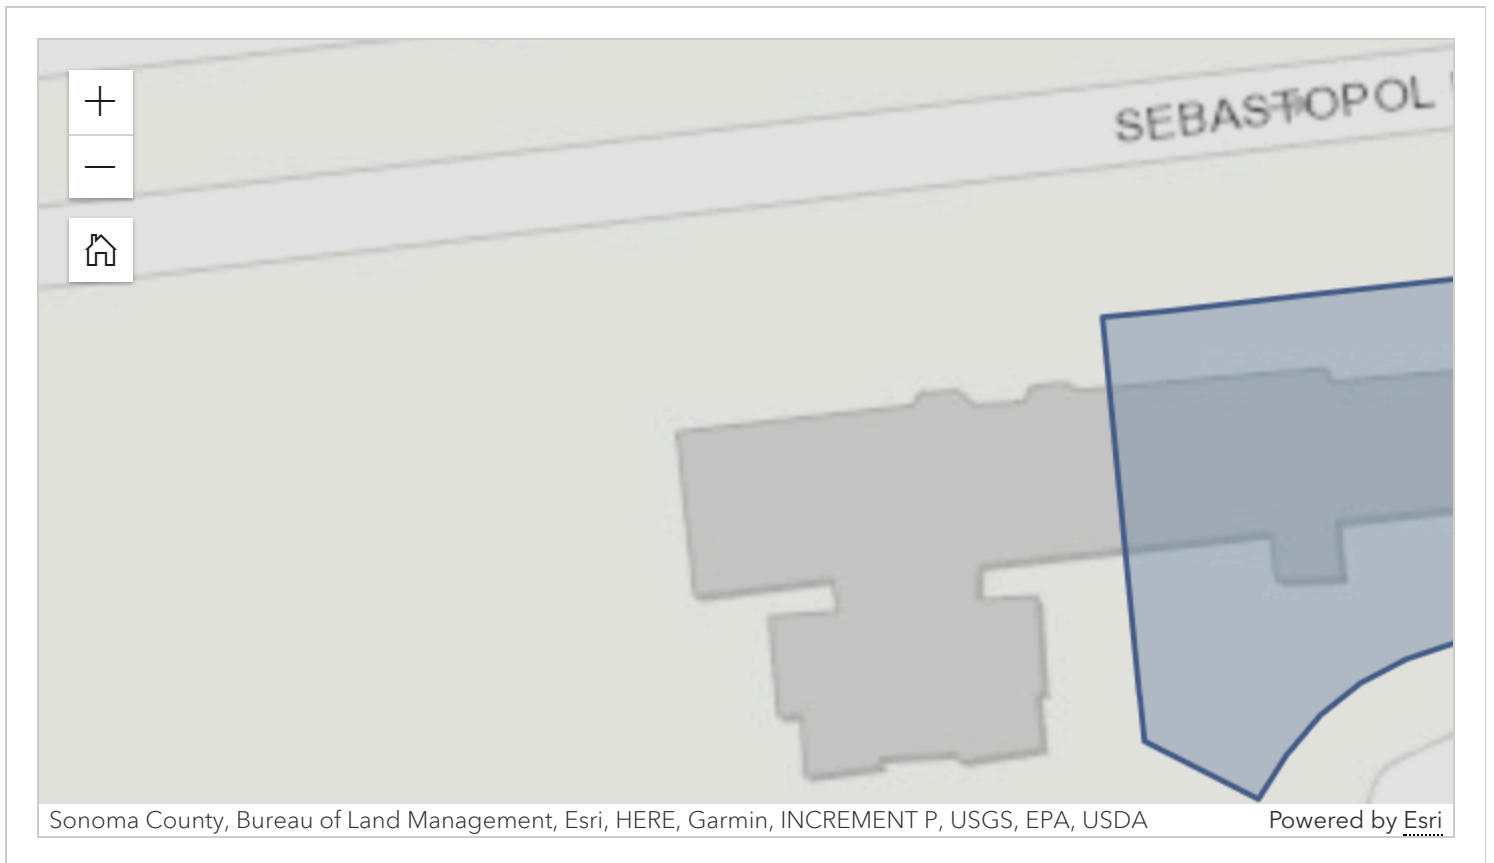 SEBASTOPOL
Sonoma County, Bureau of Land Management, Esri, HERE, Garmin, INCREMENT P, USGS, EPA, USDA
Powered by Esri